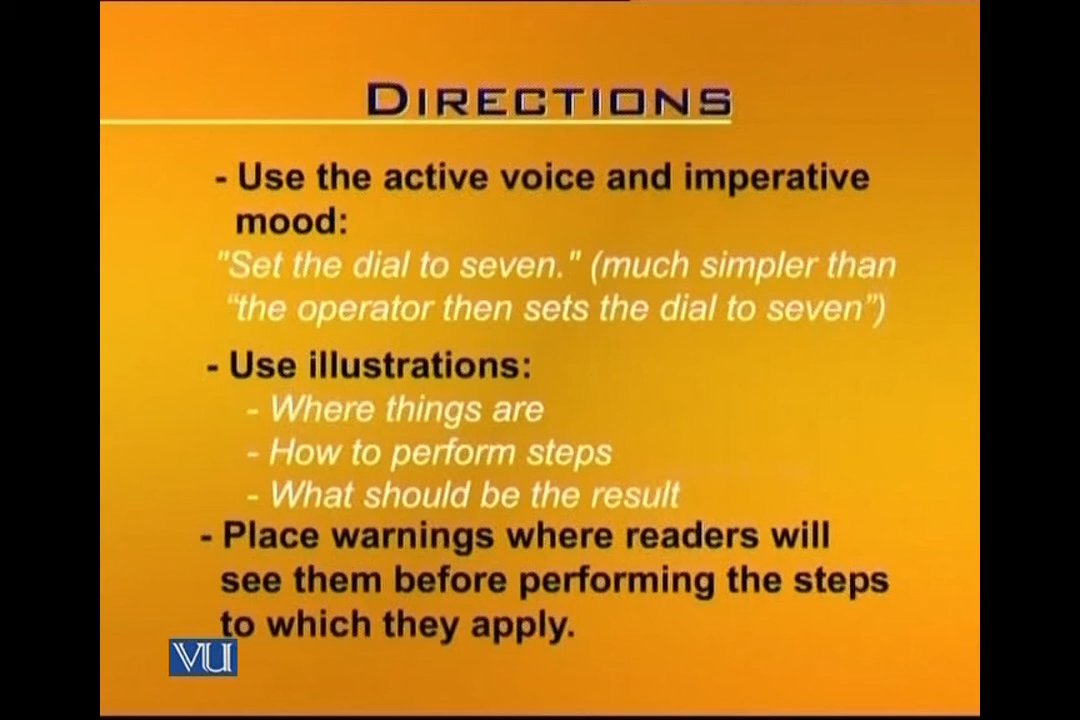 DIRECTIONS
- Use the active voice and imperative
mood:
"Set the dial to seven." (much simpler than
“the operator then sets the dial to seven”)
- Use illustrations:
- Where things are
- How to perform steps
- What should be the result
- Place warnings where readers will
see them before performing the steps
to which they apply.
VU